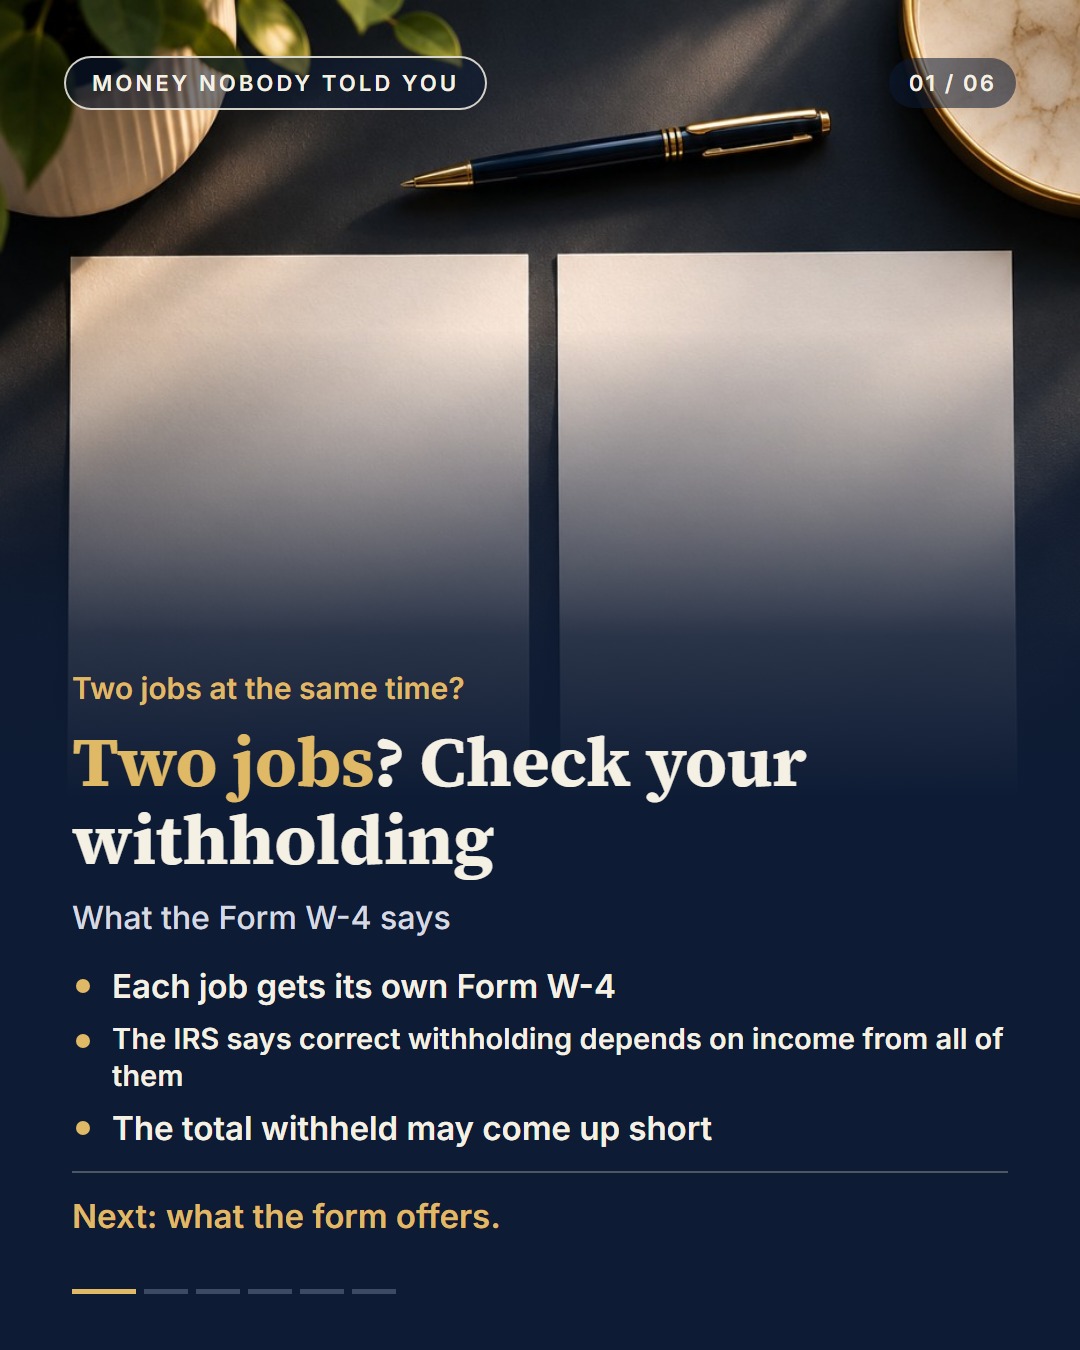 MONEY NOBODY TOLD YOU
01 / 06
Two jobs at the same time?
Two jobs? Check your
withholding
What the Form W-4 says
• Each job gets its own Form W-4
• The IRS says correct withholding depends on income from all of
them
• The total withheld may come up short
Next: what the form offers.